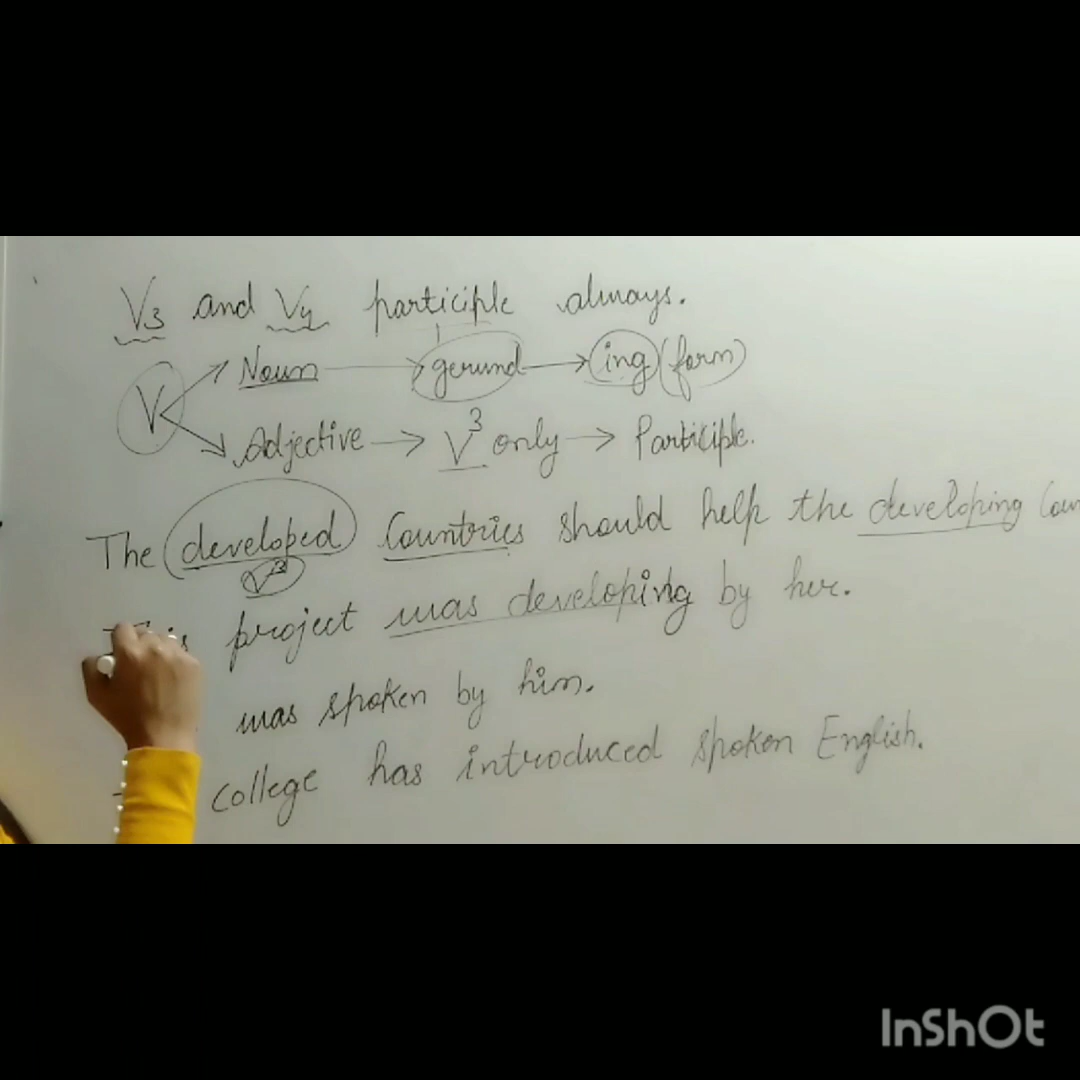 V3 and V4 participle always.
V Noun → gerund → ing (form)
Adjective → V3 only → Participle.
The developed Countries should help the developing
V3
project was developing by her.
was spoken by him.
college has introduced spoken English.
InShOt